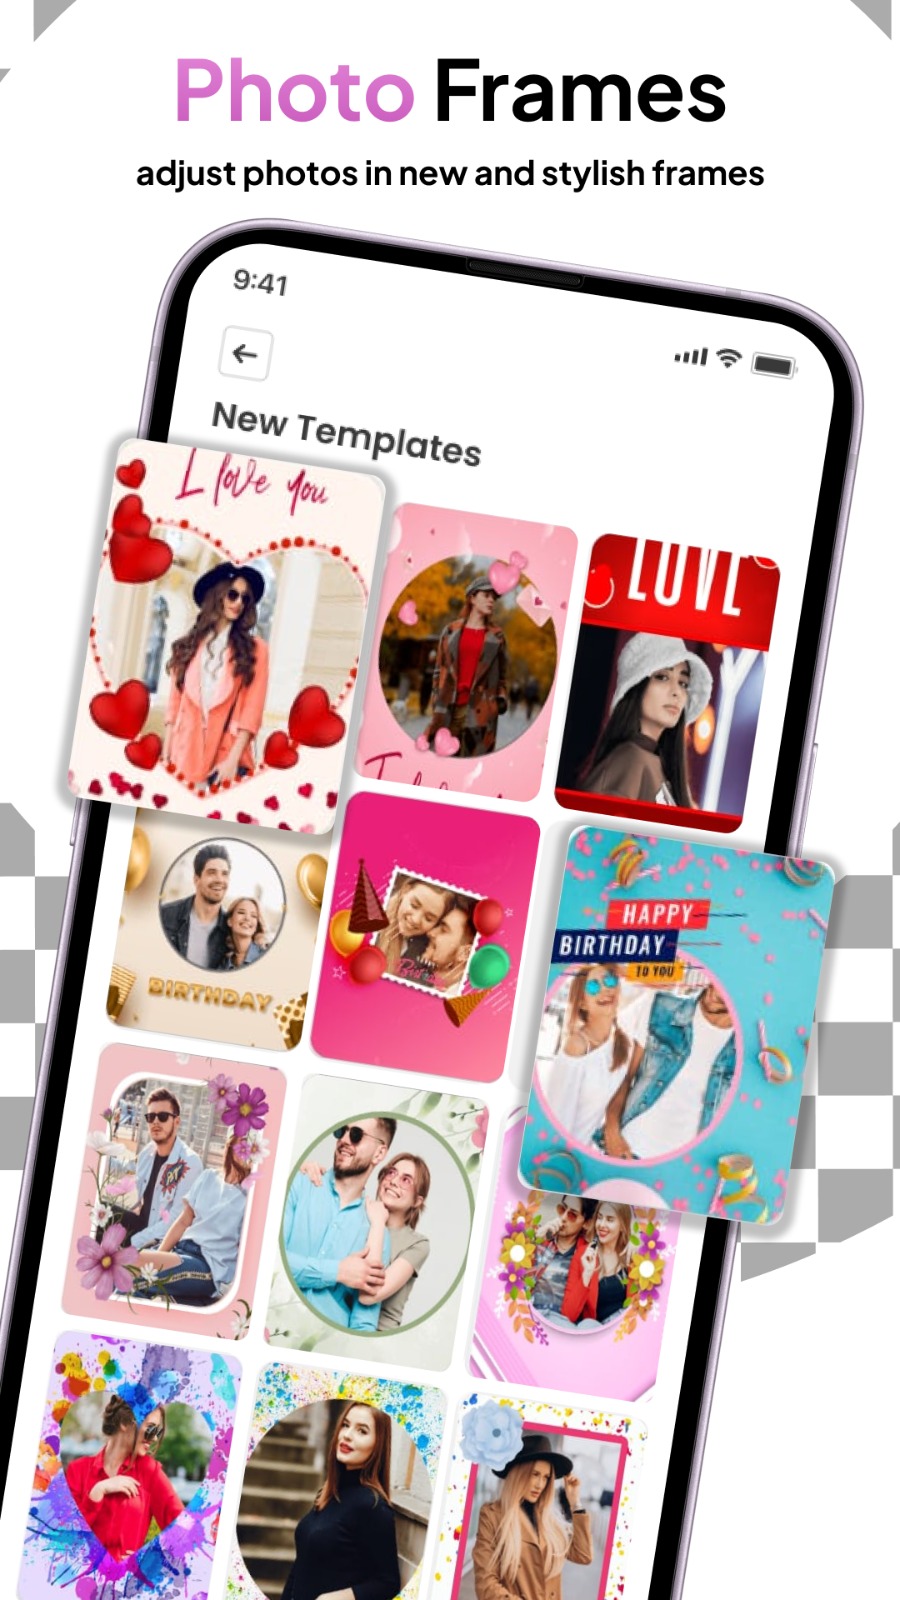 Photo Frames
adjust photos in new and stylish frames
9:41
New Templates
I love you
LOVE
BIRTHDAY
HAPPY
BIRTHDAY
TO YOU